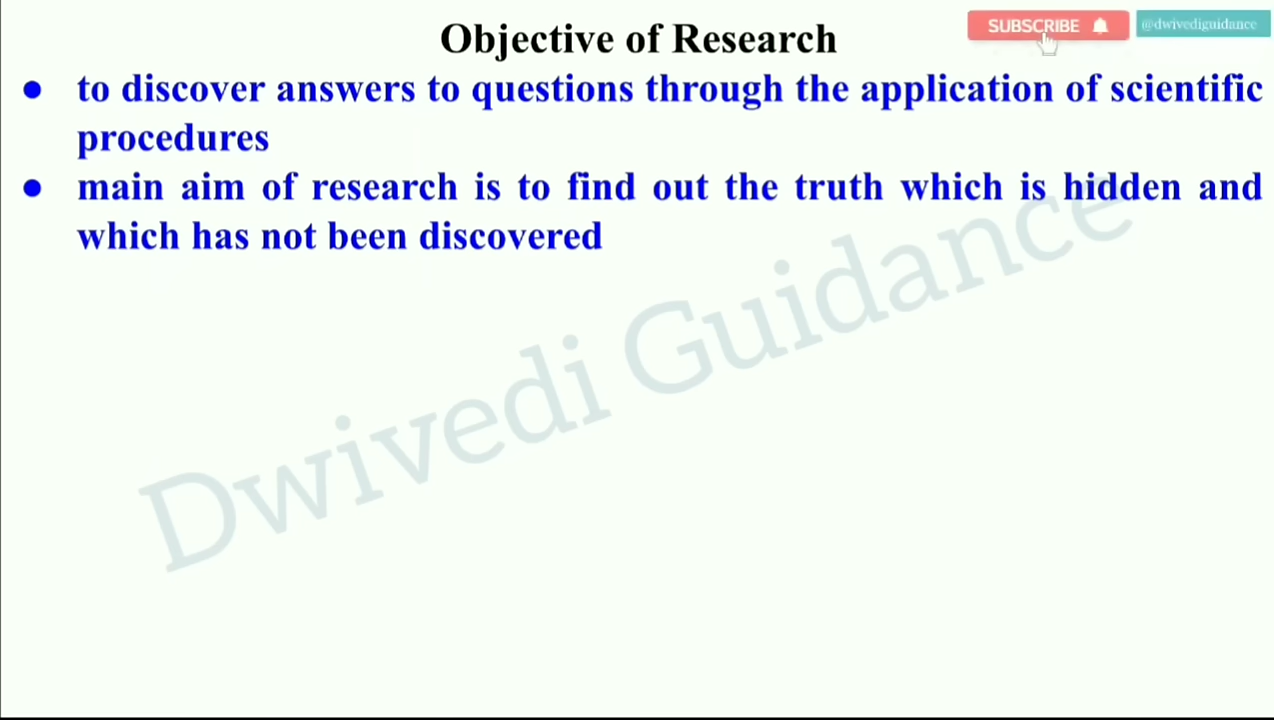 Objective of Research
SUBSCRIBE
@dwivediguidance
● to discover answers to questions through the application of scientific
procedures
● main aim of research is to find out the truth which is hidden and
which has not been discovered
Dwivedi Guidance